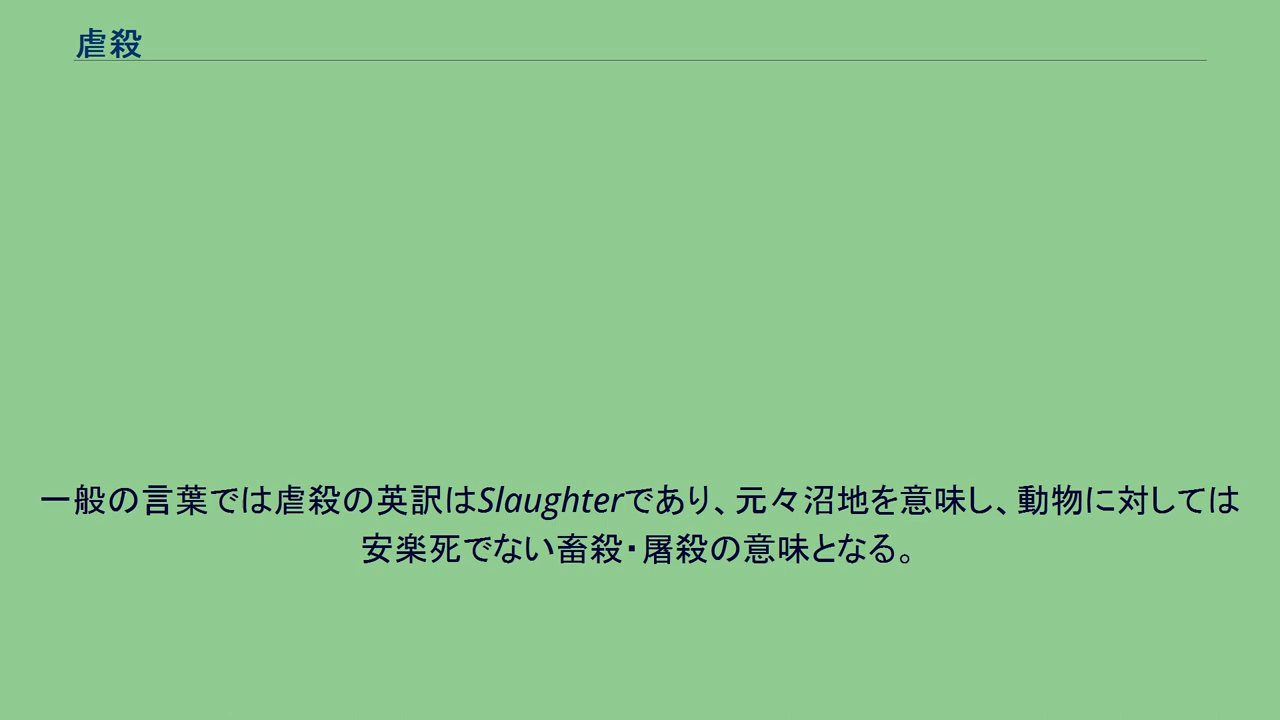 虐殺
一般の言葉では虐殺の英訳はSlaughterであり、元々沼地を意味し、動物に対しては
安楽死でない畜殺・屠殺の意味となる。